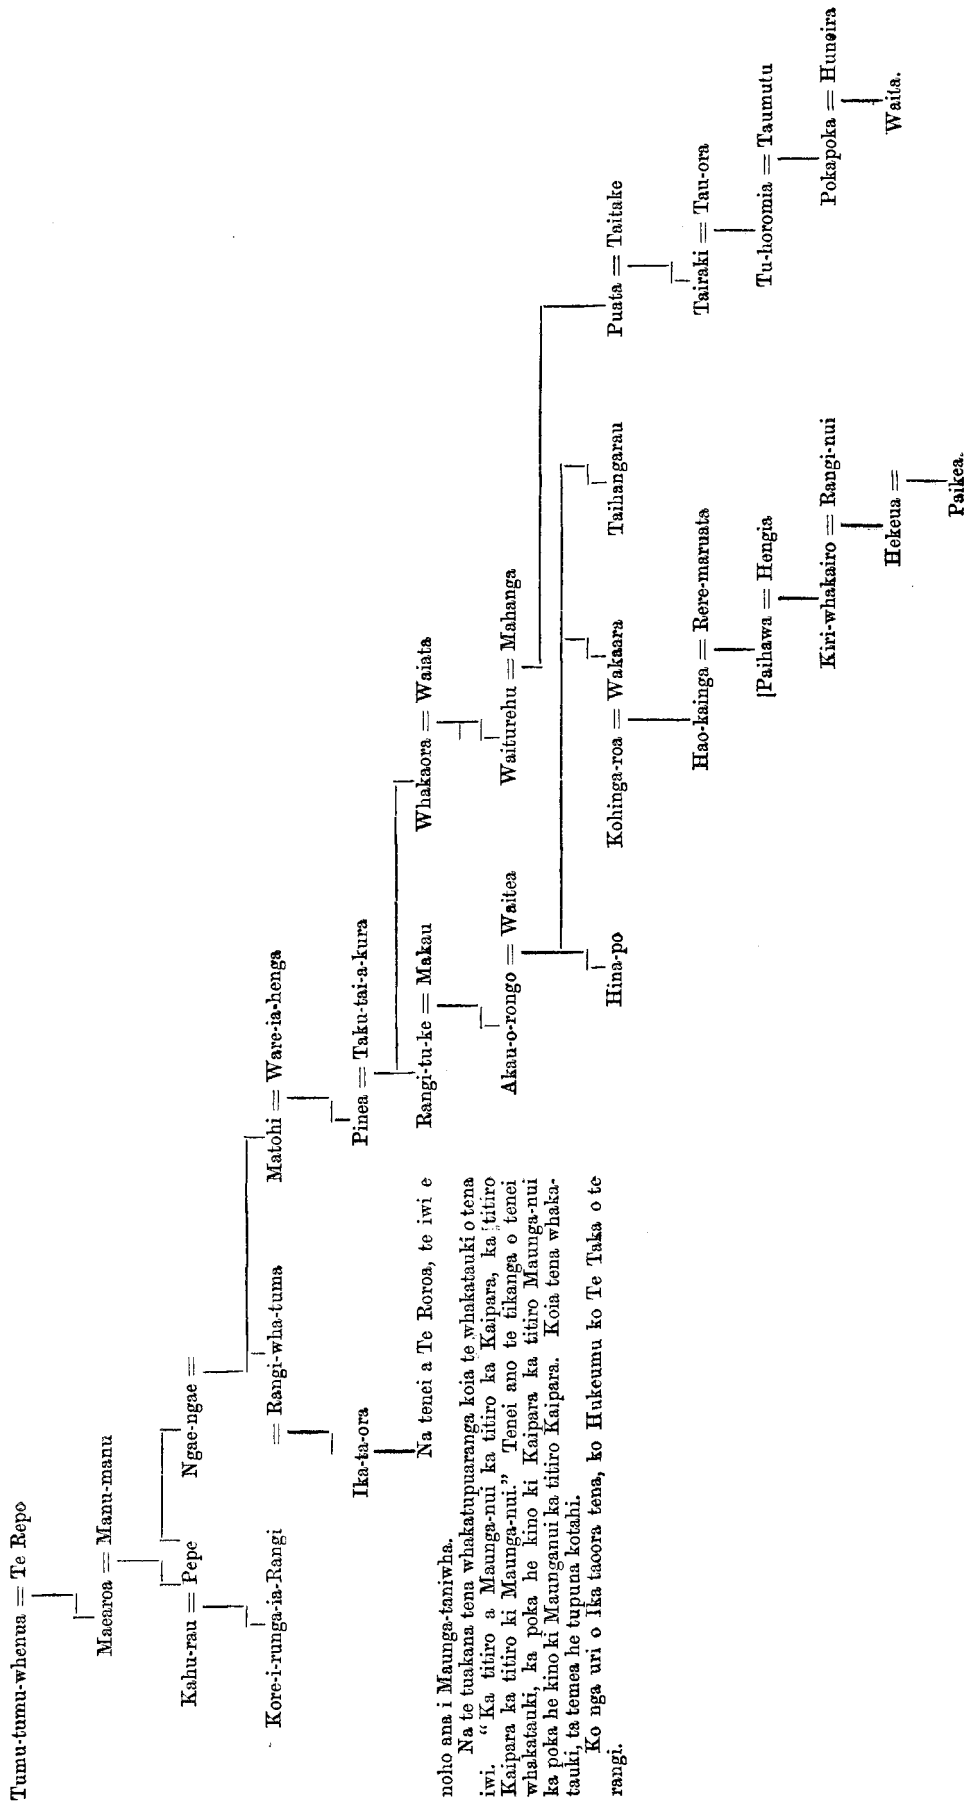 Tumu-tumu-whenua = Te Repo
Maearoa = Manu-manu
Kahu-rau = Pepe Ngae-ngae =
Kore-i-runga-ia-Rangi = Rangi-wha-tuma Matohi = Ware-ia-henga
Ika-ta-ora Pinea = Taku-tai-a-kura
Rangi-tu-ke = Makau Whakaora = Waiata
Akau-o-rongo = Waitea Waiturehu = Mahanga
Hina-po Kohinga-roa = Wakaara Taihangarau Puata = Taitake
Hao-kainga = Rere-maruata Tairaki = Tau-ora
Paihawa = Hengia Tu-horomia = Taumutu
Kiri-whakairo = Rangi-nui Pokapoka = Huneira
Hekeua = Waita.
Paikea.
Na tenei a Te Roroa, te iwi e
noho ana i Maunga-taniwha.
Na te tuakana tena whakatupuaranga koia te whakatauki o tena
iwi. “Ka titiro a Maunga-nui ka titiro ka Kaipara, ka titiro
Kaipara ka titiro ki Maunga-nui.” Tenei ano te tikanga o tenei
whakatauki, ka poka he kino ki Kaipara ka titiro Maunga-nui
ka poka he kino ki Maunganui ka titiro Kaipara. Koia tena whaka-
tauki, ta temea he tupuna kotahi.
Ko nga uri o Ika taoora tena, ko Hukeumu ko Te Taka o te
rangi.